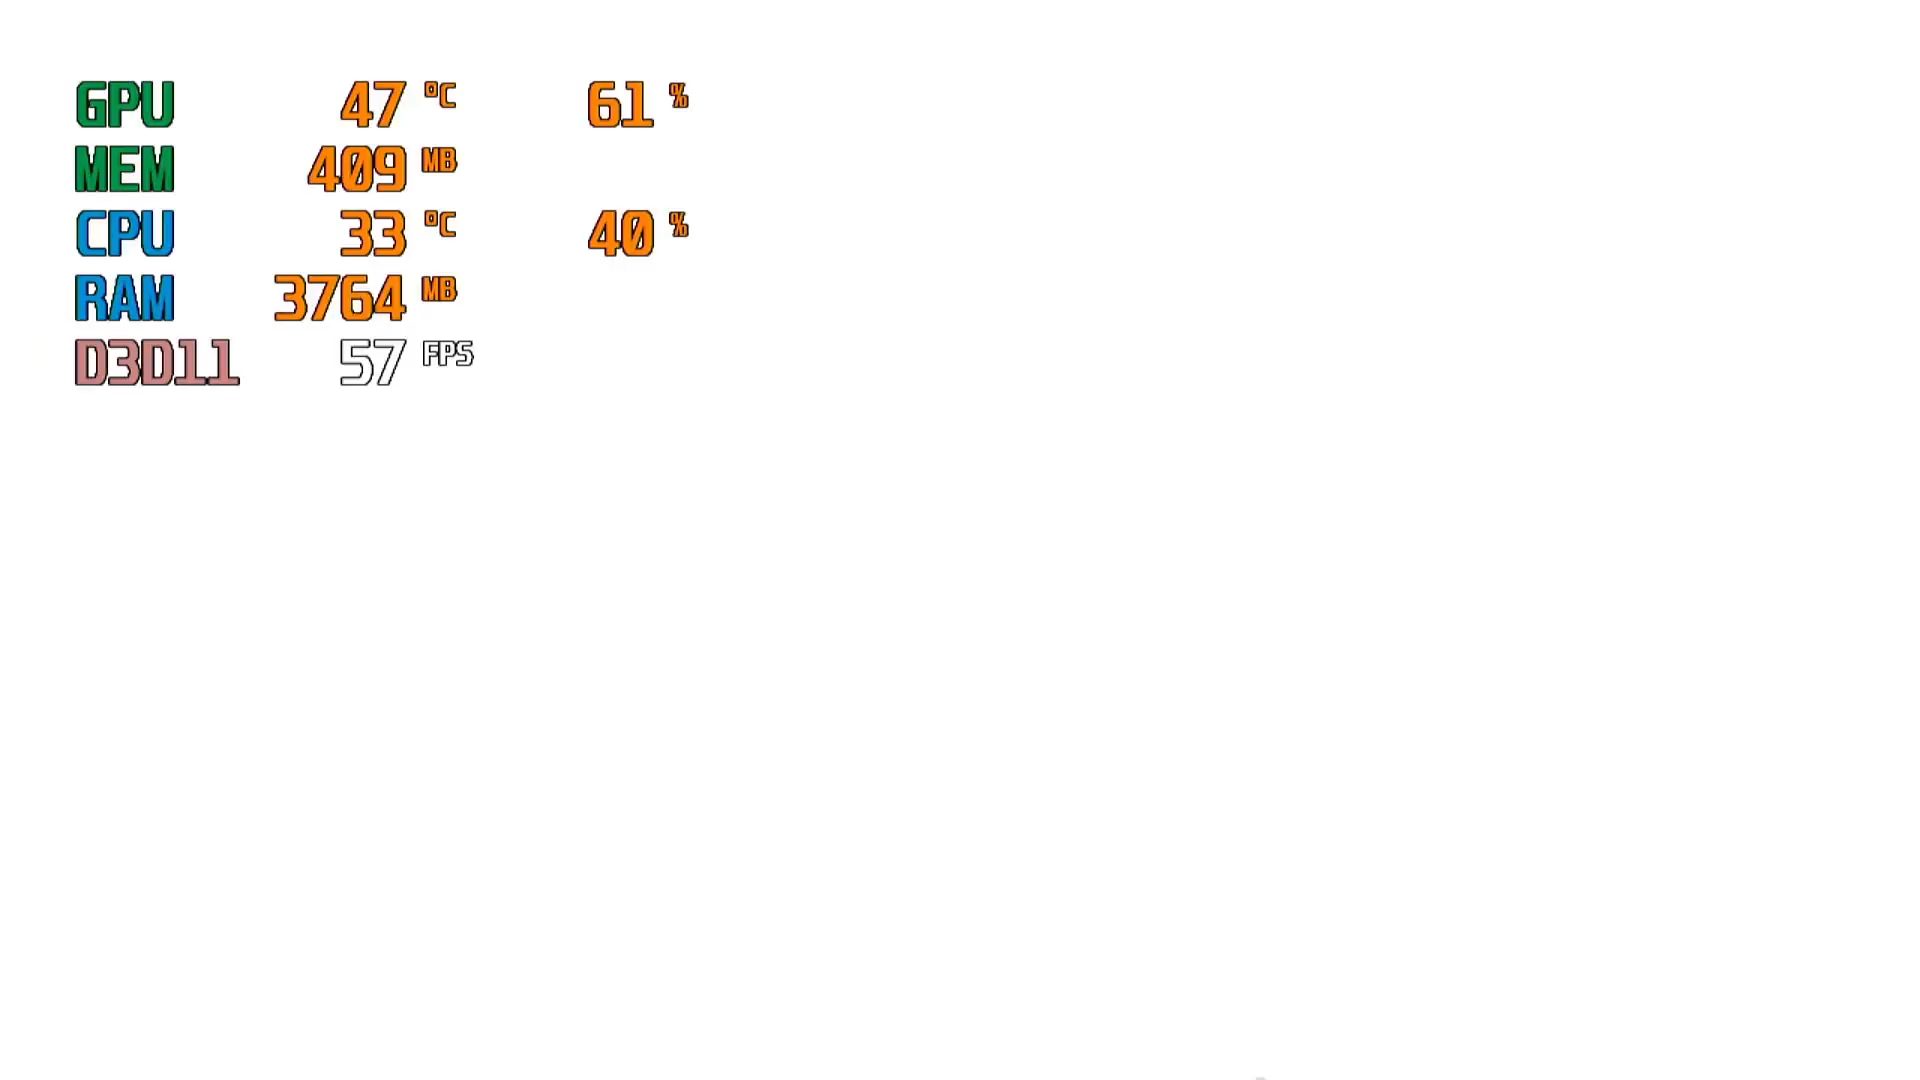 GPU 47 °C 61 %
MEM 409 MB
CPU 33 °C 40 %
RAM 3764 MB
D3D11 57 FPS